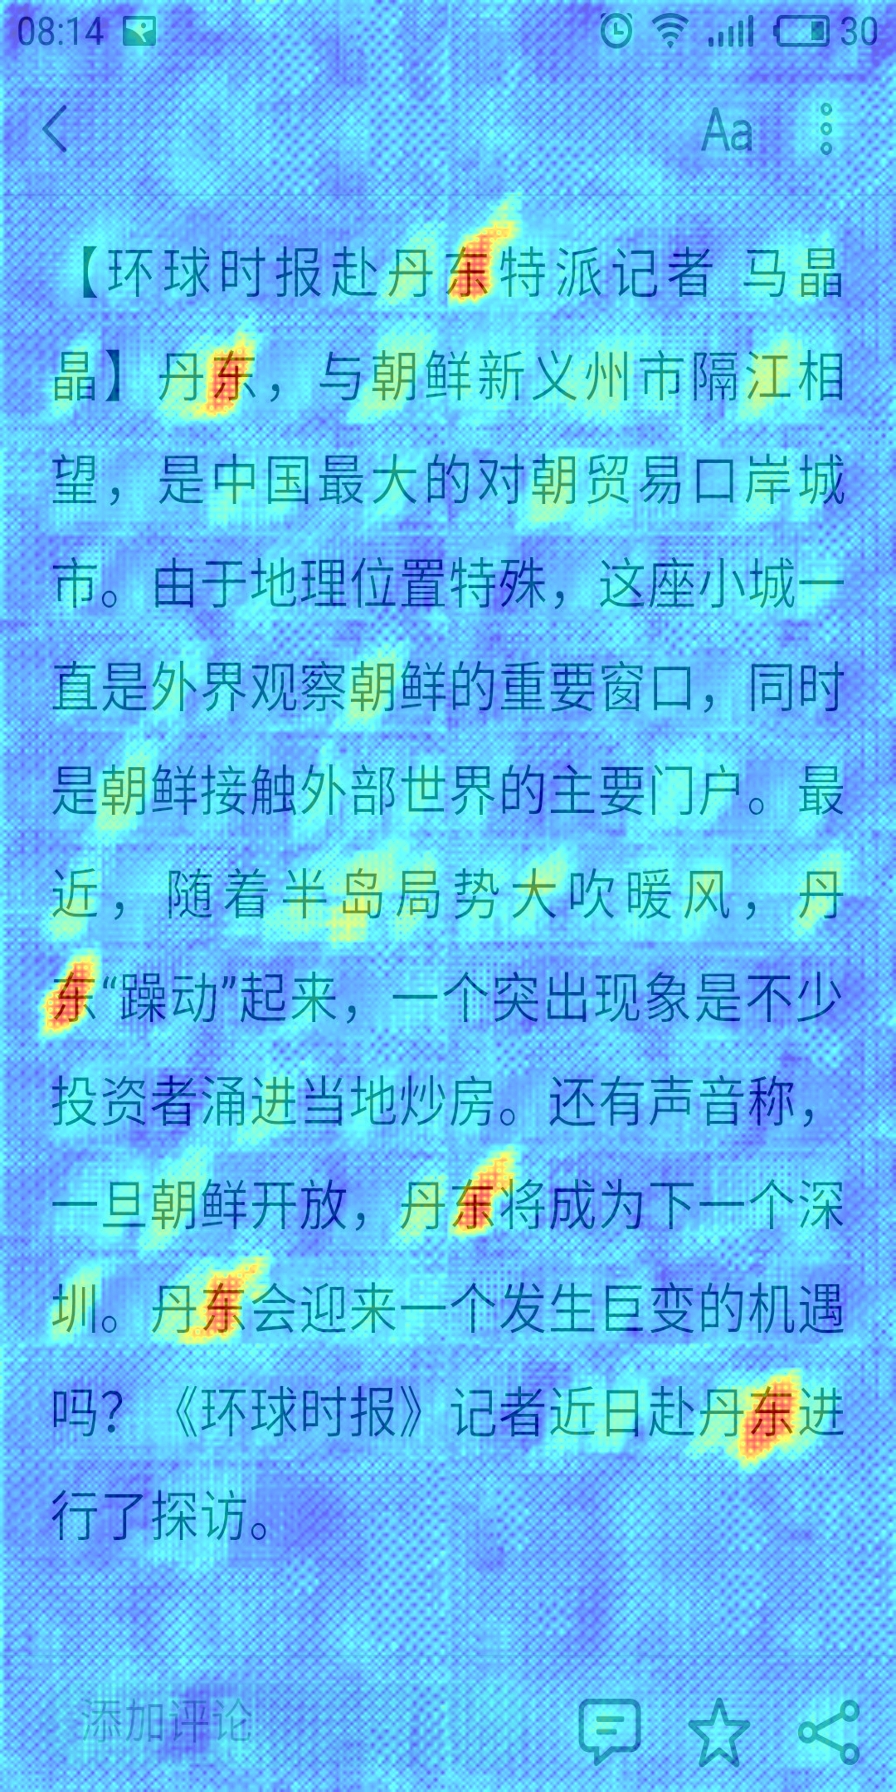 08:14 30
Aa
【环球时报赴丹东特派记者 马晶
晶】丹东，与朝鲜新义州市隔江相
望，是中国最大的对朝贸易口岸城
市。由于地理位置特殊，这座小城一
直是外界观察朝鲜的重要窗口，同时
是朝鲜接触外部世界的主要门户。最
近，随着半岛局势大吹暖风，丹
东“躁动”起来，一个突出现象是不少
投资者涌进当地炒房。还有声音称，
一旦朝鲜开放，丹东将成为下一个深
圳。丹东会迎来一个发生巨变的机遇
吗？《环球时报》记者近日赴丹东进
行了探访。
添加评论